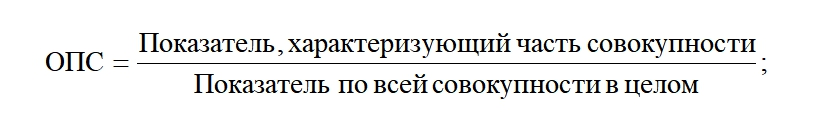 Показатель, характеризующий часть совокупности
ОПС = ;
Показатель по всей совокупности в целом